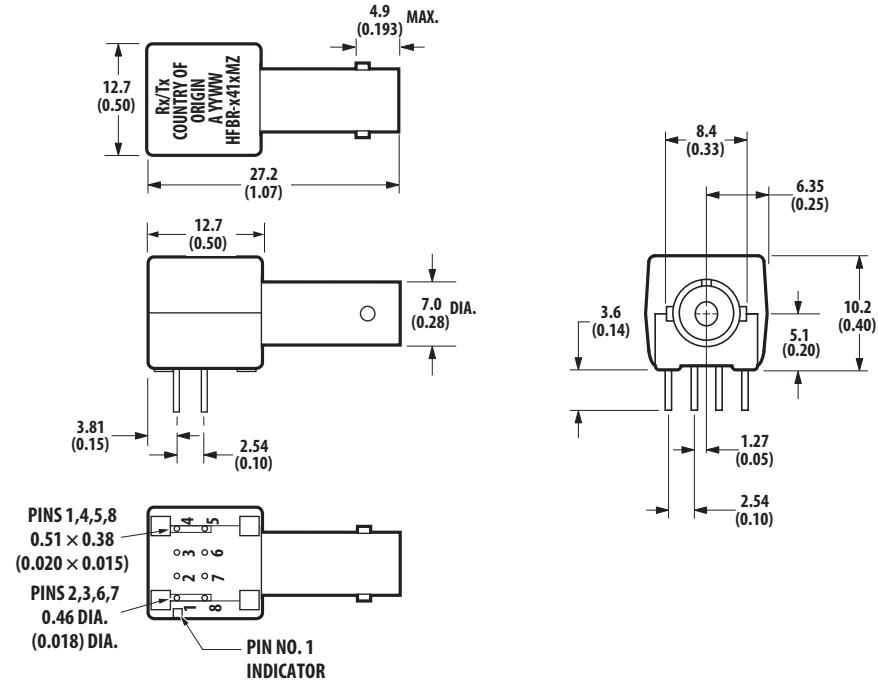 4.9
(0.193) MAX.
12.7
(0.50)
Rx/Tx
COUNTRY OF
ORIGIN
A YYWW
HFBR-x41xMZ
27.2
(1.07)
8.4
(0.33)
6.35
(0.25)
12.7
(0.50)
7.0
(0.28) DIA.
3.6
(0.14)
10.2
(0.40)
5.1
(0.20)
3.81
(0.15)
2.54
(0.10)
1.27
(0.05)
2.54
(0.10)
PINS 1,4,5,8
0.51 × 0.38
(0.020 × 0.015)
4 5
3 6
2 7
1 8
PINS 2,3,6,7
0.46 DIA.
(0.018) DIA.
PIN NO. 1
INDICATOR